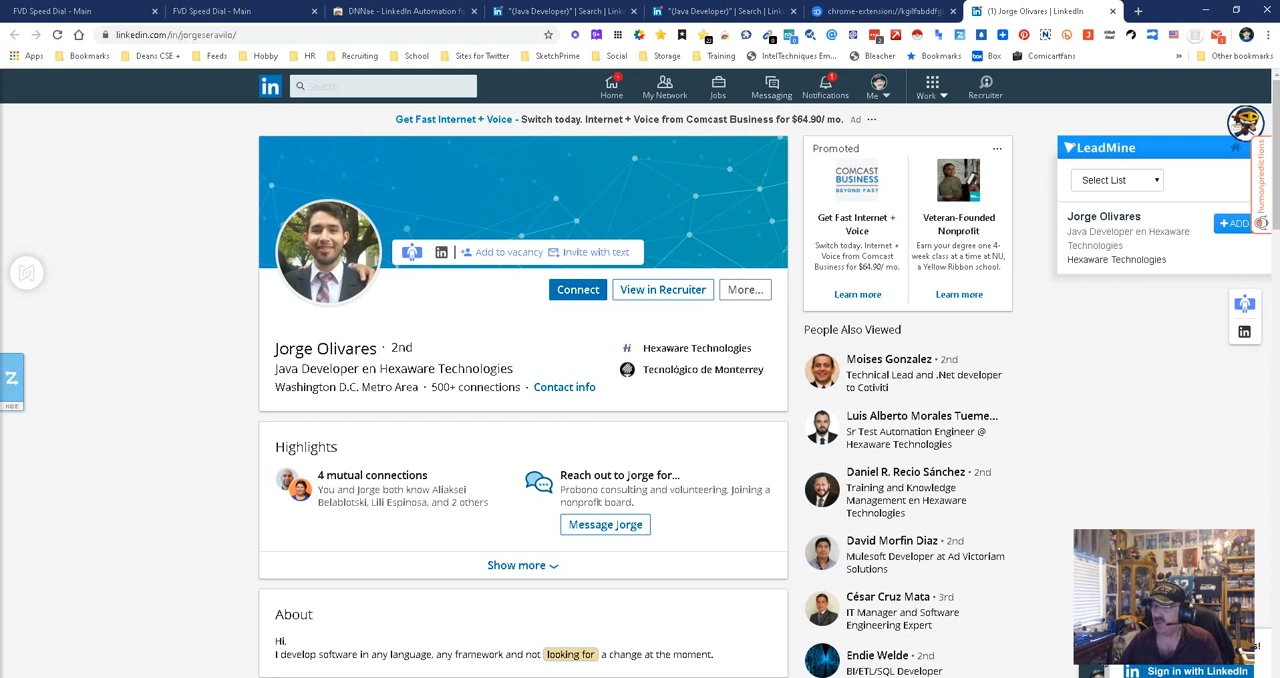 FVD Speed Dial - Main
FVD Speed Dial - Main
DNNae - LinkedIn Automation fo
"(Java Developer)" | Search | Link
"(Java Developer)" | Search | Link
chrome-extension://kgilfabddfg
(1) Jorge Olivares | LinkedIn
linkedin.com/in/jorgeseravilo/
Apps
Bookmarks
Deans CSE +
Feeds
Hobby
HR
Recruiting
School
Sites for Twitter
SketchPrime
Social
Storage
Training
IntelTechniques Em...
Bleacher
Bookmarks
Box
Comicartfans
»
Other bookmarks
in
Search
Home
My Network
Jobs
Messaging
Notifications
Me
Work
Recruiter
Get Fast Internet + Voice - Switch today. Internet + Voice from Comcast Business for $64.90/ mo. Ad ...
Add to vacancy
Invite with text
Connect
View in Recruiter
More...
Jorge Olivares · 2nd
Java Developer en Hexaware Technologies
Washington D.C. Metro Area · 500+ connections · Contact info
Hexaware Technologies
Tecnológico de Monterrey
Highlights
4 mutual connections
You and Jorge both know Aliaksei
Belablotski, Lili Espinosa, and 2 others
Reach out to Jorge for...
Probono consulting and volunteering, Joining a
nonprofit board.
Message Jorge
Show more
About
Hi,
I develop software in any language, any framework and not looking for a change at the moment.
Promoted
COMCAST
BUSINESS
BEYOND FAST
Get Fast Internet +
Voice
Switch today. Internet +
Voice from Comcast
Business for $64.90/ mo.
Learn more
Veteran-Founded
Nonprofit
Earn your degree one 4-
week class at a time at NU,
a Yellow Ribbon school.
Learn more
People Also Viewed
Moises Gonzalez • 2nd
Technical Lead and .Net developer
to Cotiviti
Luis Alberto Morales Tueme...
Sr Test Automation Engineer @
Hexaware Technologies
Daniel R. Recio Sánchez • 2nd
Training and Knowledge
Management en Hexaware
Technologies
David Morfin Diaz • 2nd
Mulesoft Developer at Ad Victoriam
Solutions
César Cruz Mata • 3rd
IT Manager and Software
Engineering Expert
Endie Welde • 2nd
BI/ETL/SQL Developer
LeadMine
Select List
Jorge Olivares
Java Developer en Hexaware
Technologies
Hexaware Technologies
+ADD
humanpredictions
Z
HIDE
in Sign in with LinkedIn